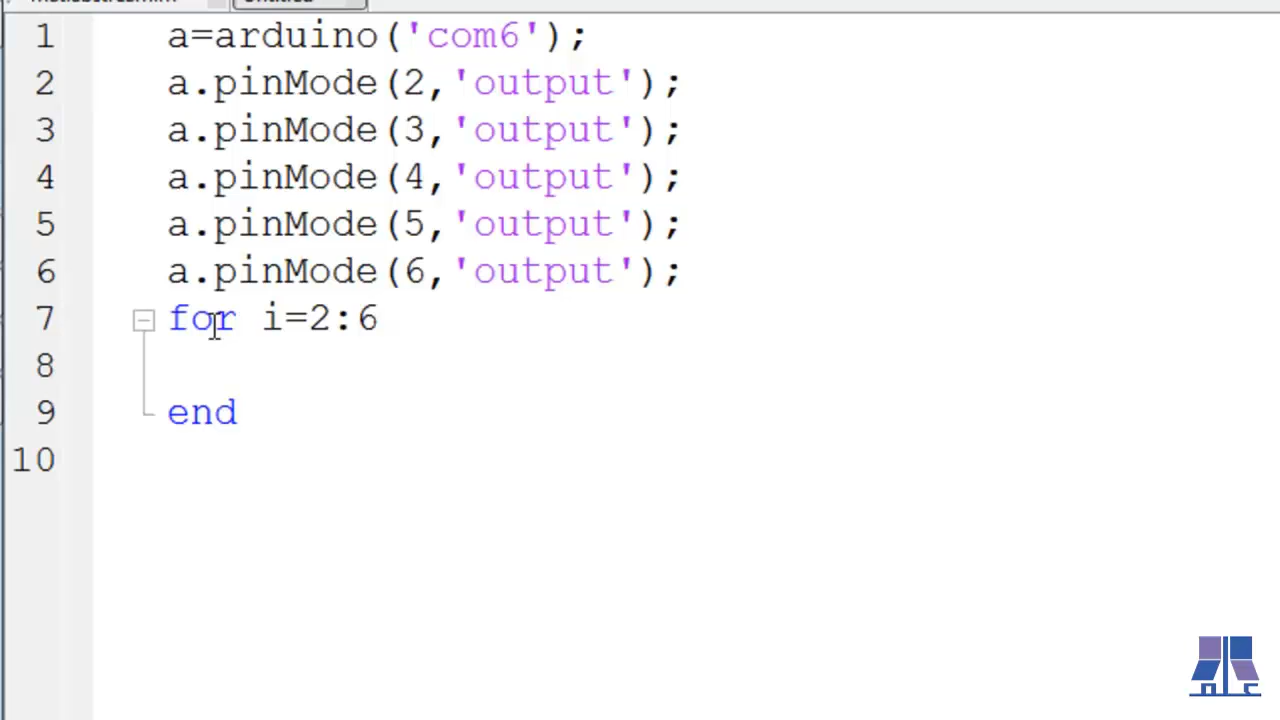 1 a=arduino('com6');
2 a.pinMode(2,'output');
3 a.pinMode(3,'output');
4 a.pinMode(4,'output');
5 a.pinMode(5,'output');
6 a.pinMode(6,'output');
7 for i=2:6
8
9 end
10